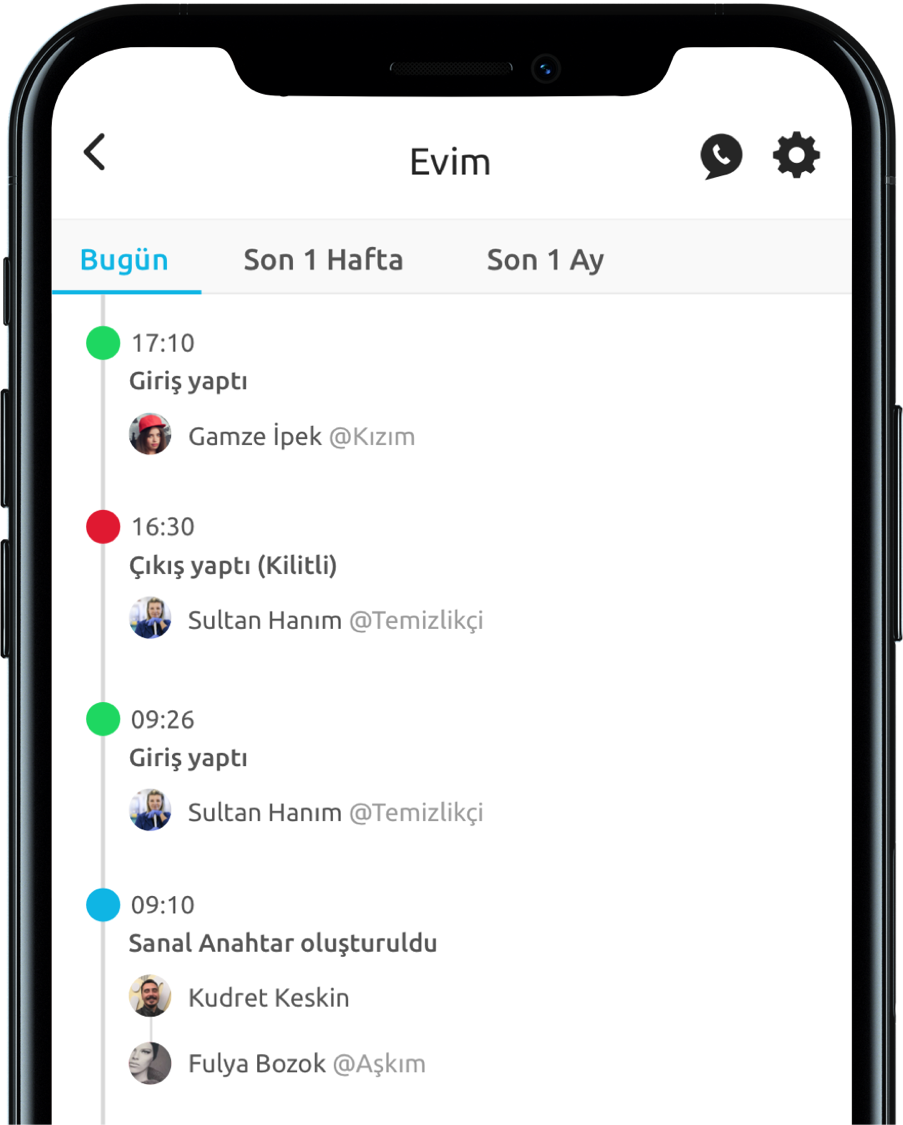 Evim
Bugün Son 1 Hafta Son 1 Ay
17:10
Giriş yaptı
Gamze İpek @Kızım
16:30
Çıkış yaptı (Kilitli)
Sultan Hanım @Temizlikçi
09:26
Giriş yaptı
Sultan Hanım @Temizlikçi
09:10
Sanal Anahtar oluşturuldu
Kudret Keskin
Fulya Bozok @Aşkım